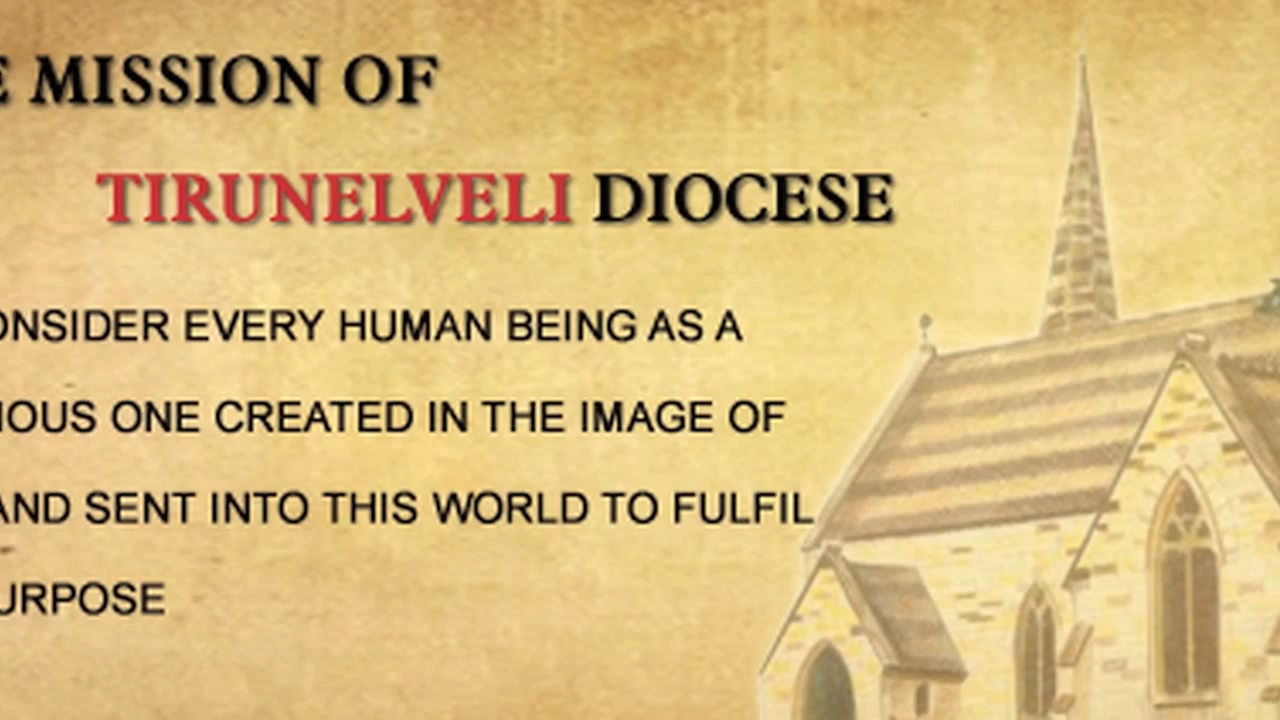 E MISSION OF
TIRUNELVELI DIOCESE
ONSIDER EVERY HUMAN BEING AS A
IOUS ONE CREATED IN THE IMAGE OF
AND SENT INTO THIS WORLD TO FULFIL
URPOSE